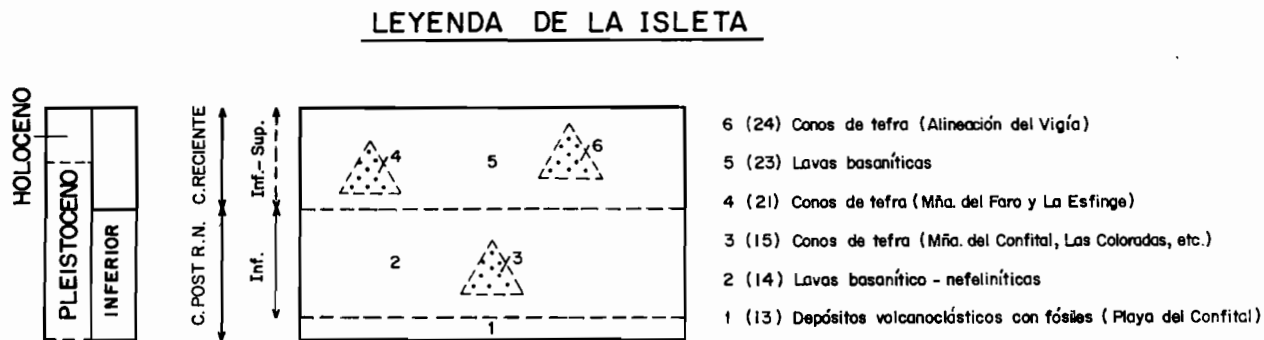 LEYENDA DE LA ISLETA
HOLOCENO
PLEISTOCENO
INFERIOR
C. POST R.N.
C. RECIENTE
Inf.
Inf.- Sup.
4
5
6
2
3
1
6 (24) Conos de tefra (Alineación del Vigía)
5 (23) Lavas basaníticas
4 (21) Conos de tefra (Mña. del Faro y La Esfinge)
3 (15) Conos de tefra (Mña. del Confital, Las Coloradas, etc.)
2 (14) Lavas basanítico - nefeliníticas
1 (13) Depósitos volcanoclásticos con fósiles (Playa del Confital)